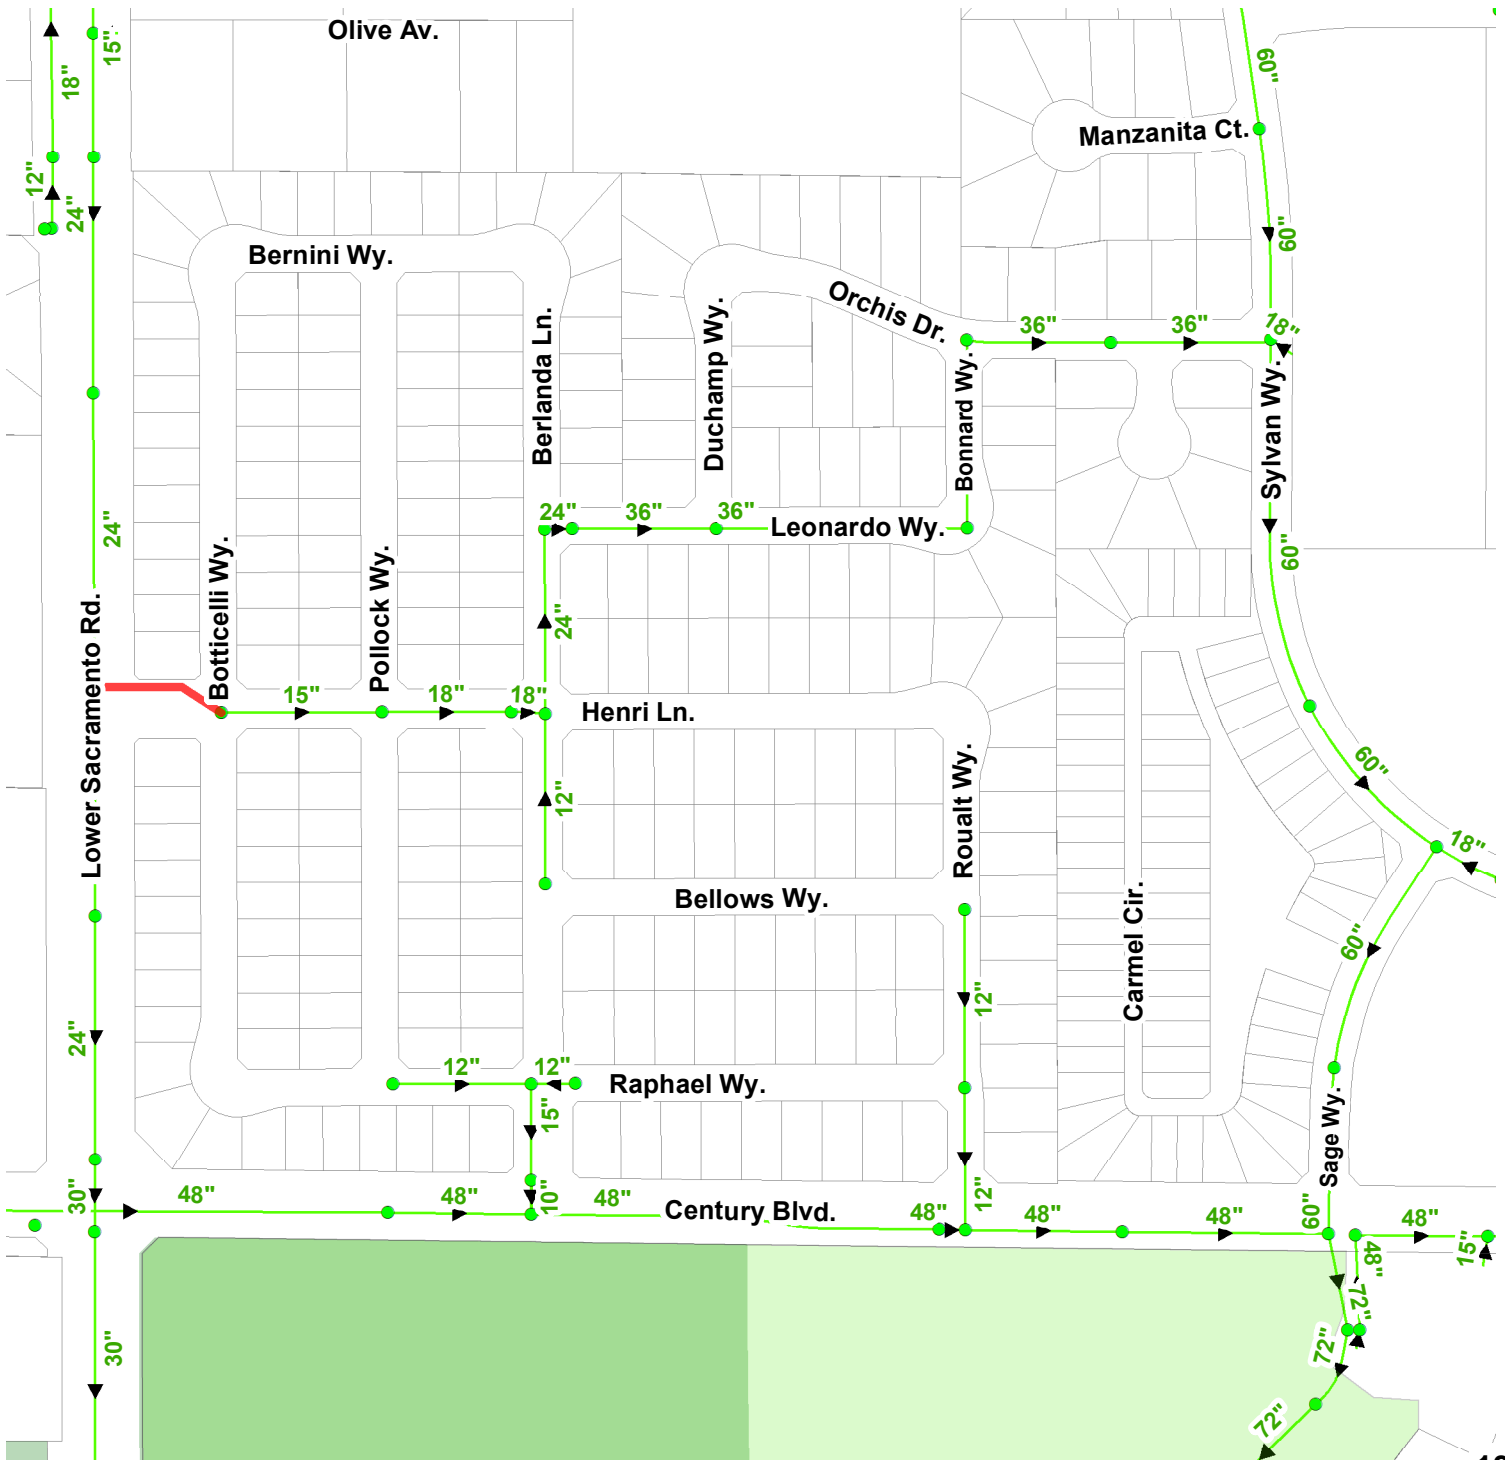 Olive Av.
15"
18"
60"
Manzanita Ct.
12"
24"
60"
Bernini Wy.
Orchis Dr.
36"
36"
18"
Berlanda Ln.
Duchamp Wy.
Bonnard Wy.
Sylvan Wy.
24"
24"
36"
36"
Leonardo Wy.
60"
Botticelli Wy.
Pollock Wy.
24"
Lower Sacramento Rd.
15"
18"
18"
Henri Ln.
12"
Roualt Wy.
60"
18"
Bellows Wy.
Carmel Cir.
60"
24"
12"
12"
12"
Raphael Wy.
15"
Sage Wy.
30"
48"
48"
10"
48"
Century Blvd.
48"
12"
48"
48"
60"
48"
15"
48"
72"
30"
72"
72"